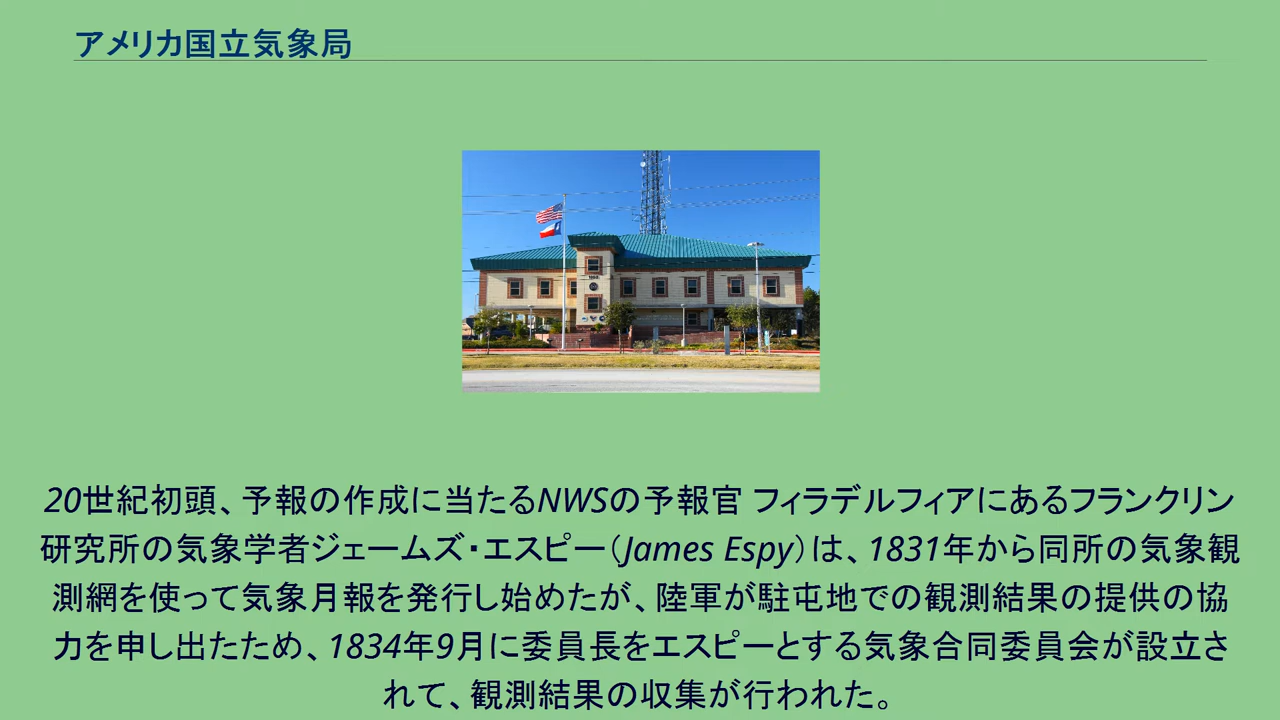 アメリカ国立気象局
20世紀初頭、予報の作成に当たるNWSの予報官 フィラデルフィアにあるフランクリン
研究所の気象学者ジェームズ・エスピー（James Espy）は、1831年から同所の気象観
測網を使って気象月報を発行し始めたが、陸軍が駐屯地での観測結果の提供の協
力を申し出たため、1834年9月に委員長をエスピーとする気象合同委員会が設立さ
れて、観測結果の収集が行われた。